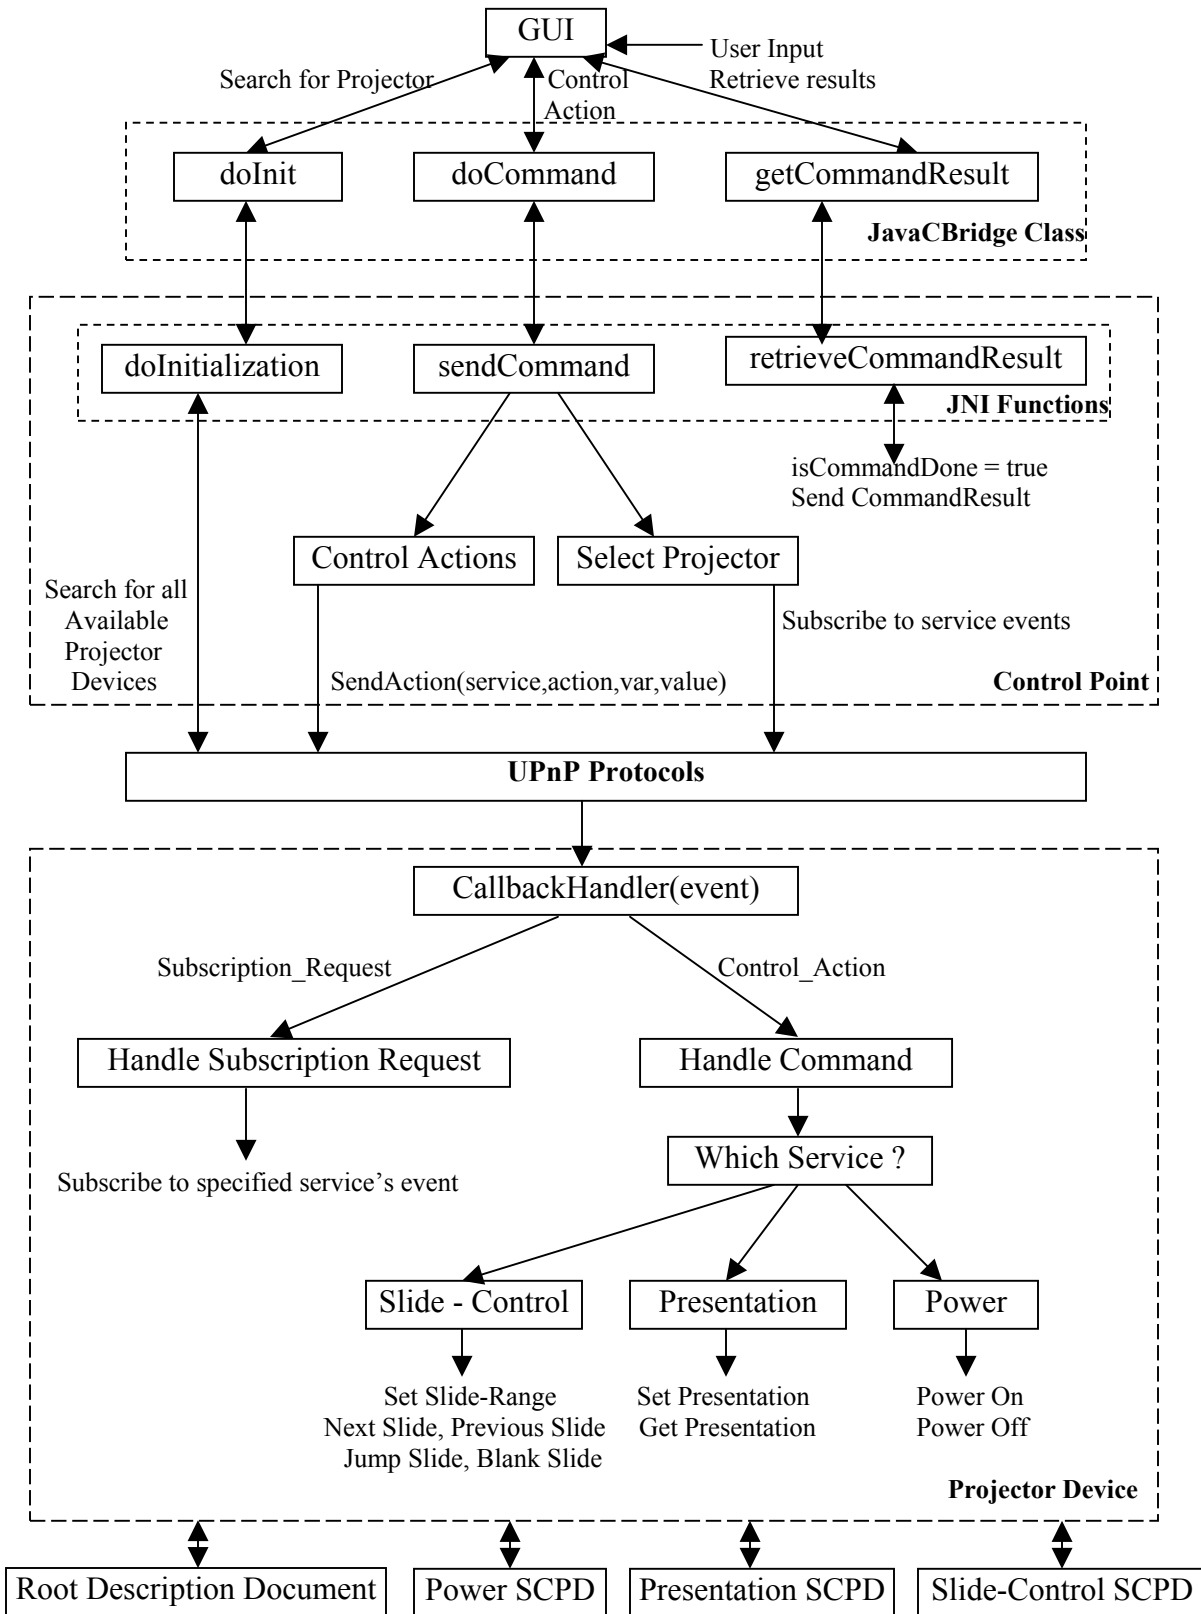 GUI
User Input
Search for Projector
Control
Action
Retrieve results
doInit
doCommand
getCommandResult
JavaCBridge Class
doInitialization
sendCommand
retrieveCommandResult
JNI Functions
isCommandDone = true
Send CommandResult
Control Actions
Select Projector
Search for all
Available
Projector
Devices
Subscribe to service events
SendAction(service,action,var,value)
Control Point
UPnP Protocols
CallbackHandler(event)
Subscription_Request
Control_Action
Handle Subscription Request
Handle Command
Which Service ?
Subscribe to specified service’s event
Slide - Control
Presentation
Power
Set Slide-Range
Next Slide, Previous Slide
Jump Slide, Blank Slide
Set Presentation
Get Presentation
Power On
Power Off
Projector Device
Root Description Document
Power SCPD
Presentation SCPD
Slide-Control SCPD